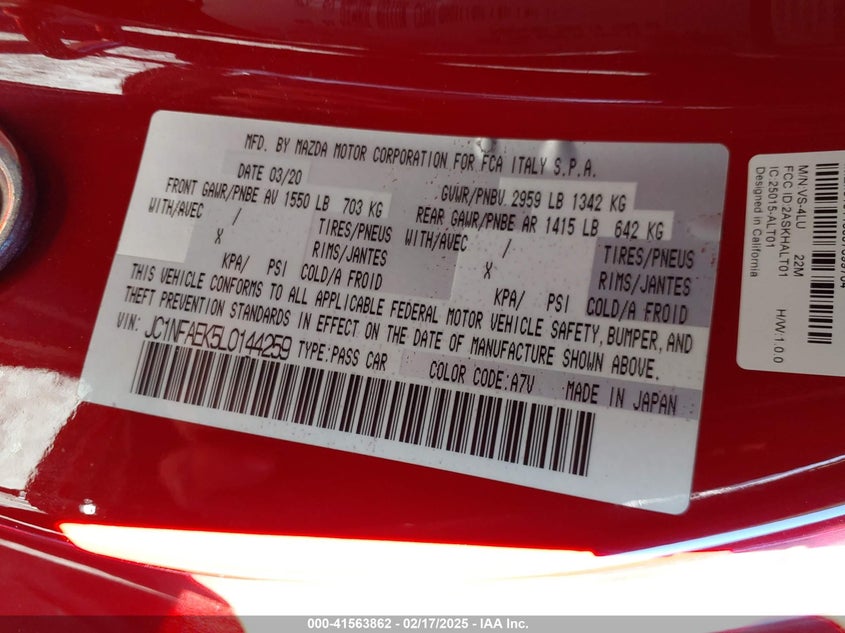 MFD. BY MAZDA MOTOR CORPORATION FOR FCA ITALY S.P.A.
DATE 03/20
GVWR/PNBV. 2959 LB 1342 KG
FRONT GAWR/PNBE AV 1550 LB 703 KG
REAR GAWR/PNBE AR 1415 LB 642 KG
WITH/AVEC / TIRES/PNEUS
X RIMS/JANTES
KPA/ PSI COLD/A FROID
WITH/AVEC / TIRES/PNEUS
X RIMS/JANTES
KPA/ PSI COLD/A FROID
THIS VEHICLE CONFORMS TO ALL APPLICABLE FEDERAL MOTOR VEHICLE SAFETY, BUMPER, AND
THEFT PREVENTION STANDARDS IN EFFECT ON THE DATE OF MANUFACTURE SHOWN ABOVE.
VIN: JC1NFAEK5L0144259 TYPE:PASS CAR
COLOR CODE:A7V MADE IN JAPAN
M/N:VS-4LU 22M
FCC ID:2ASKHALT01
IC:25015-ALT01
Designed in California H/W:1.0.0
000-41563862 - 02/17/2025 - IAA Inc.